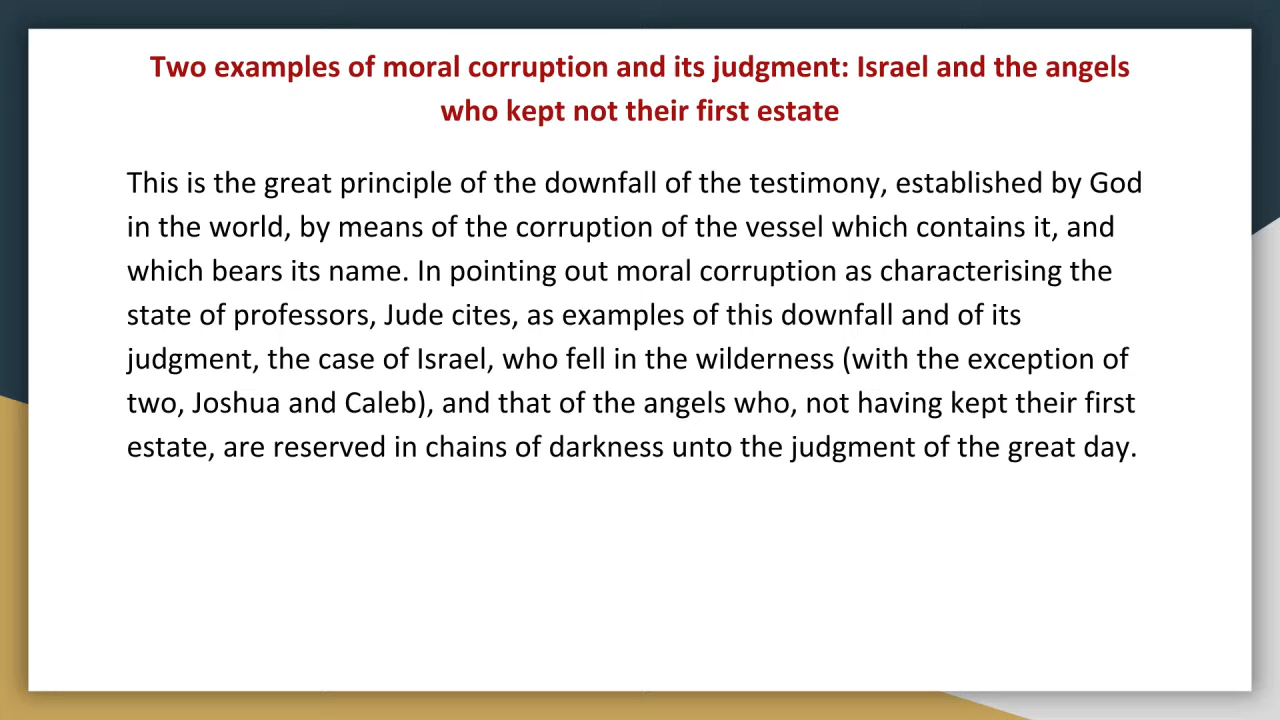 Two examples of moral corruption and its judgment: Israel and the angels
who kept not their first estate
This is the great principle of the downfall of the testimony, established by God
in the world, by means of the corruption of the vessel which contains it, and
which bears its name. In pointing out moral corruption as characterising the
state of professors, Jude cites, as examples of this downfall and of its
judgment, the case of Israel, who fell in the wilderness (with the exception of
two, Joshua and Caleb), and that of the angels who, not having kept their first
estate, are reserved in chains of darkness unto the judgment of the great day.